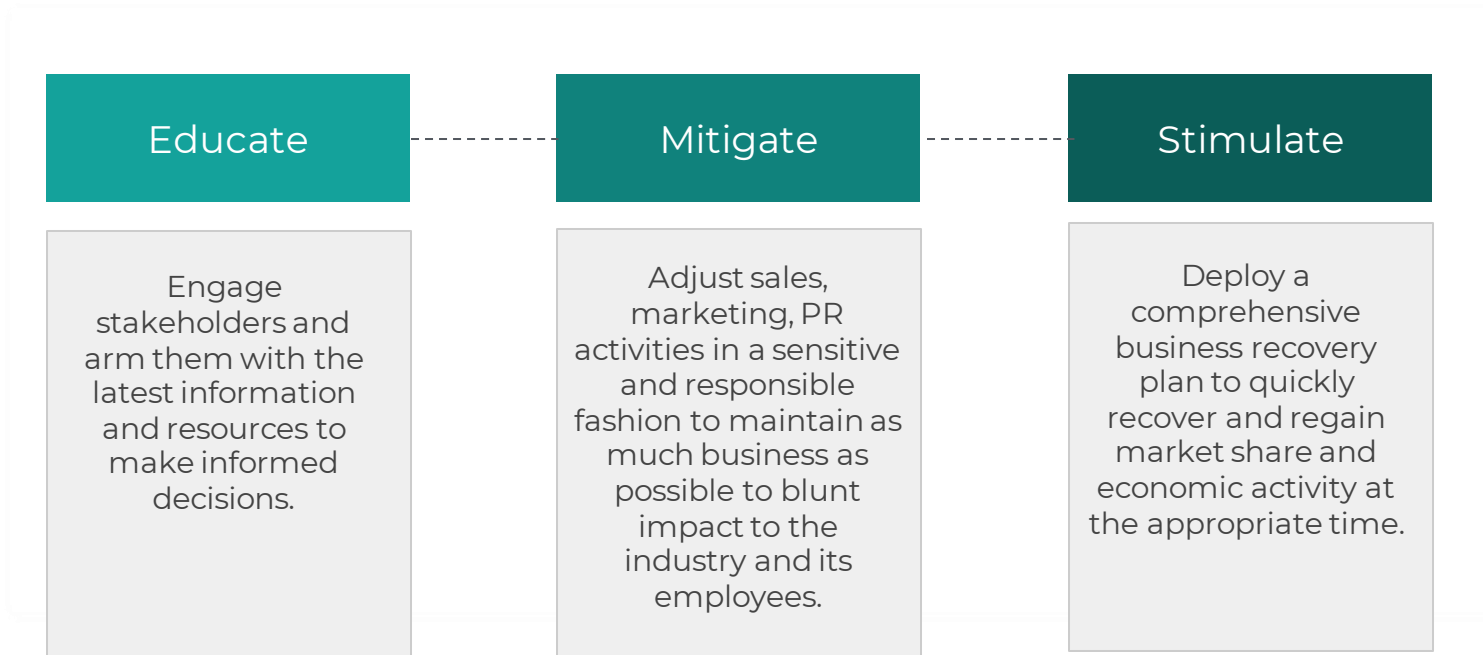 Educate
Mitigate
Stimulate
Engage
stakeholders and
arm them with the
latest information
and resources to
make informed
decisions.
Adjust sales,
marketing, PR
activities in a sensitive
and responsible
fashion to maintain as
much business as
possible to blunt
impact to the
industry and its
employees.
Deploy a
comprehensive
business recovery
plan to quickly
recover and regain
market share and
economic activity at
the appropriate time.